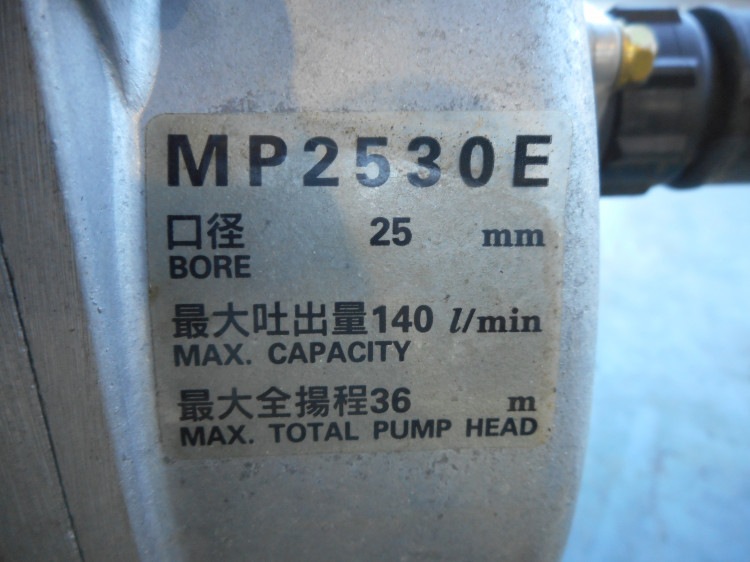 MP2530E
口径 25 mm
BORE
最大吐出量140 l/min
MAX. CAPACITY
最大全揚程36 m
MAX. TOTAL PUMP HEAD